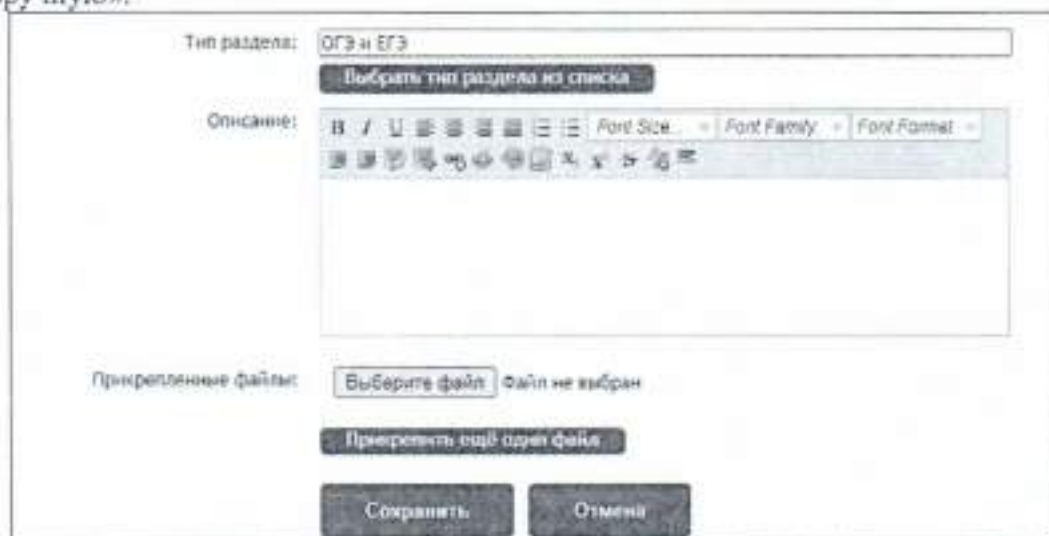 Тип раздела: ОГЭ и ЕГЭ
Выбрать тип раздела из списка
Описание:
B I U Font Size... Font Family Font Format
Прикрепленные файлы: Выберите файл Файл не выбран
Прикрепить ещё один файл
Сохранить Отмена